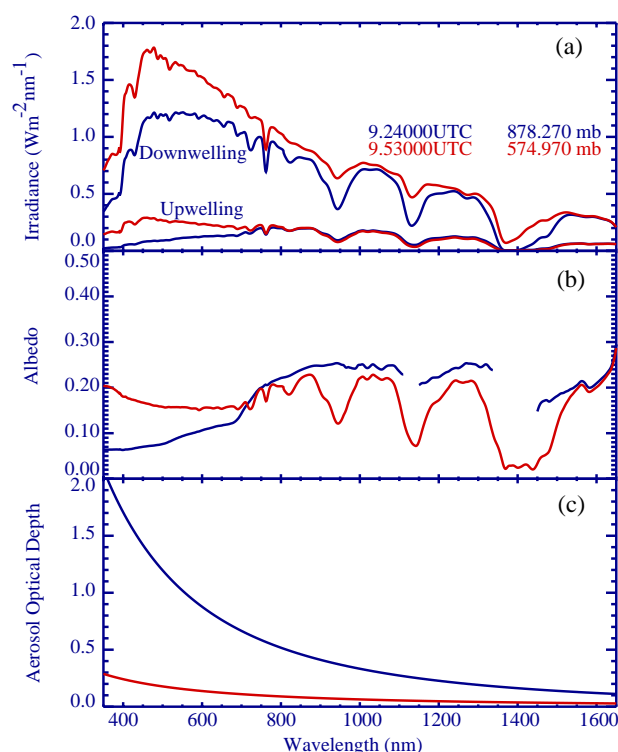 2.0
(a)
1.5
9.24000UTC 878.270 mb
1.0
9.53000UTC 574.970 mb
Downwelling
0.5
Upwelling
0.0
Irradiance (Wm⁻²nm⁻¹)
0.50
(b)
0.40
0.30
0.20
0.10
0.00
Albedo
2.0
(c)
1.5
1.0
0.5
0.0
Aerosol Optical Depth
400 600 800 1000 1200 1400 1600
Wavelength (nm)